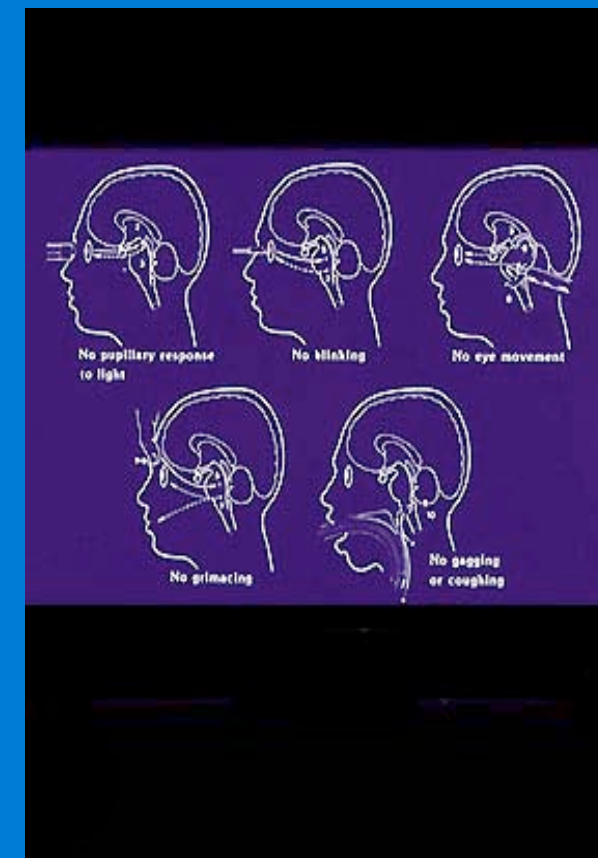 No pupillary response
to light
No blinking
No eye movement
No grimacing
No gagging
or coughing